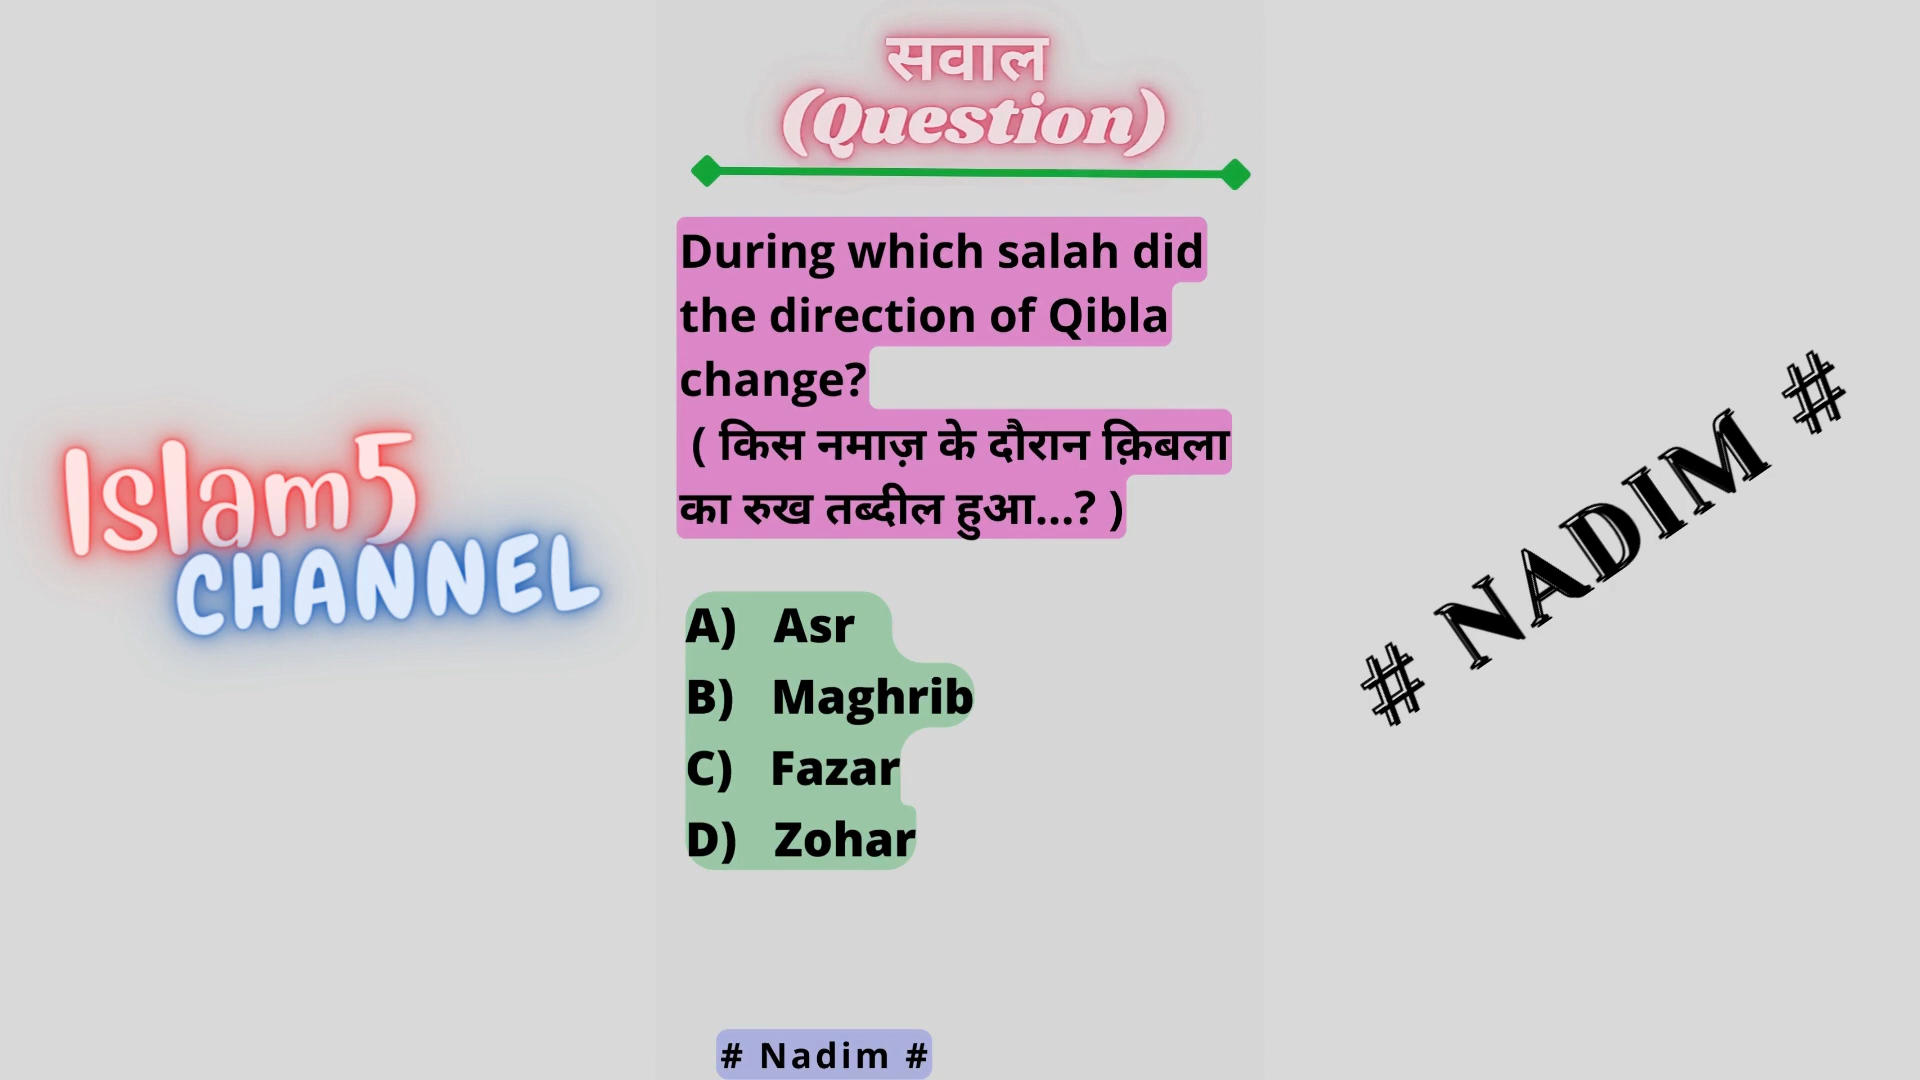 सवाल
(Question)
During which salah did
the direction of Qibla
change?
( किस नमाज़ के दौरान क़िबला
का रुख तब्दील हुआ...? )
A) Asr
B) Maghrib
C) Fazar
D) Zohar
# Nadim #
Islam5
CHANNEL
# NADIM #